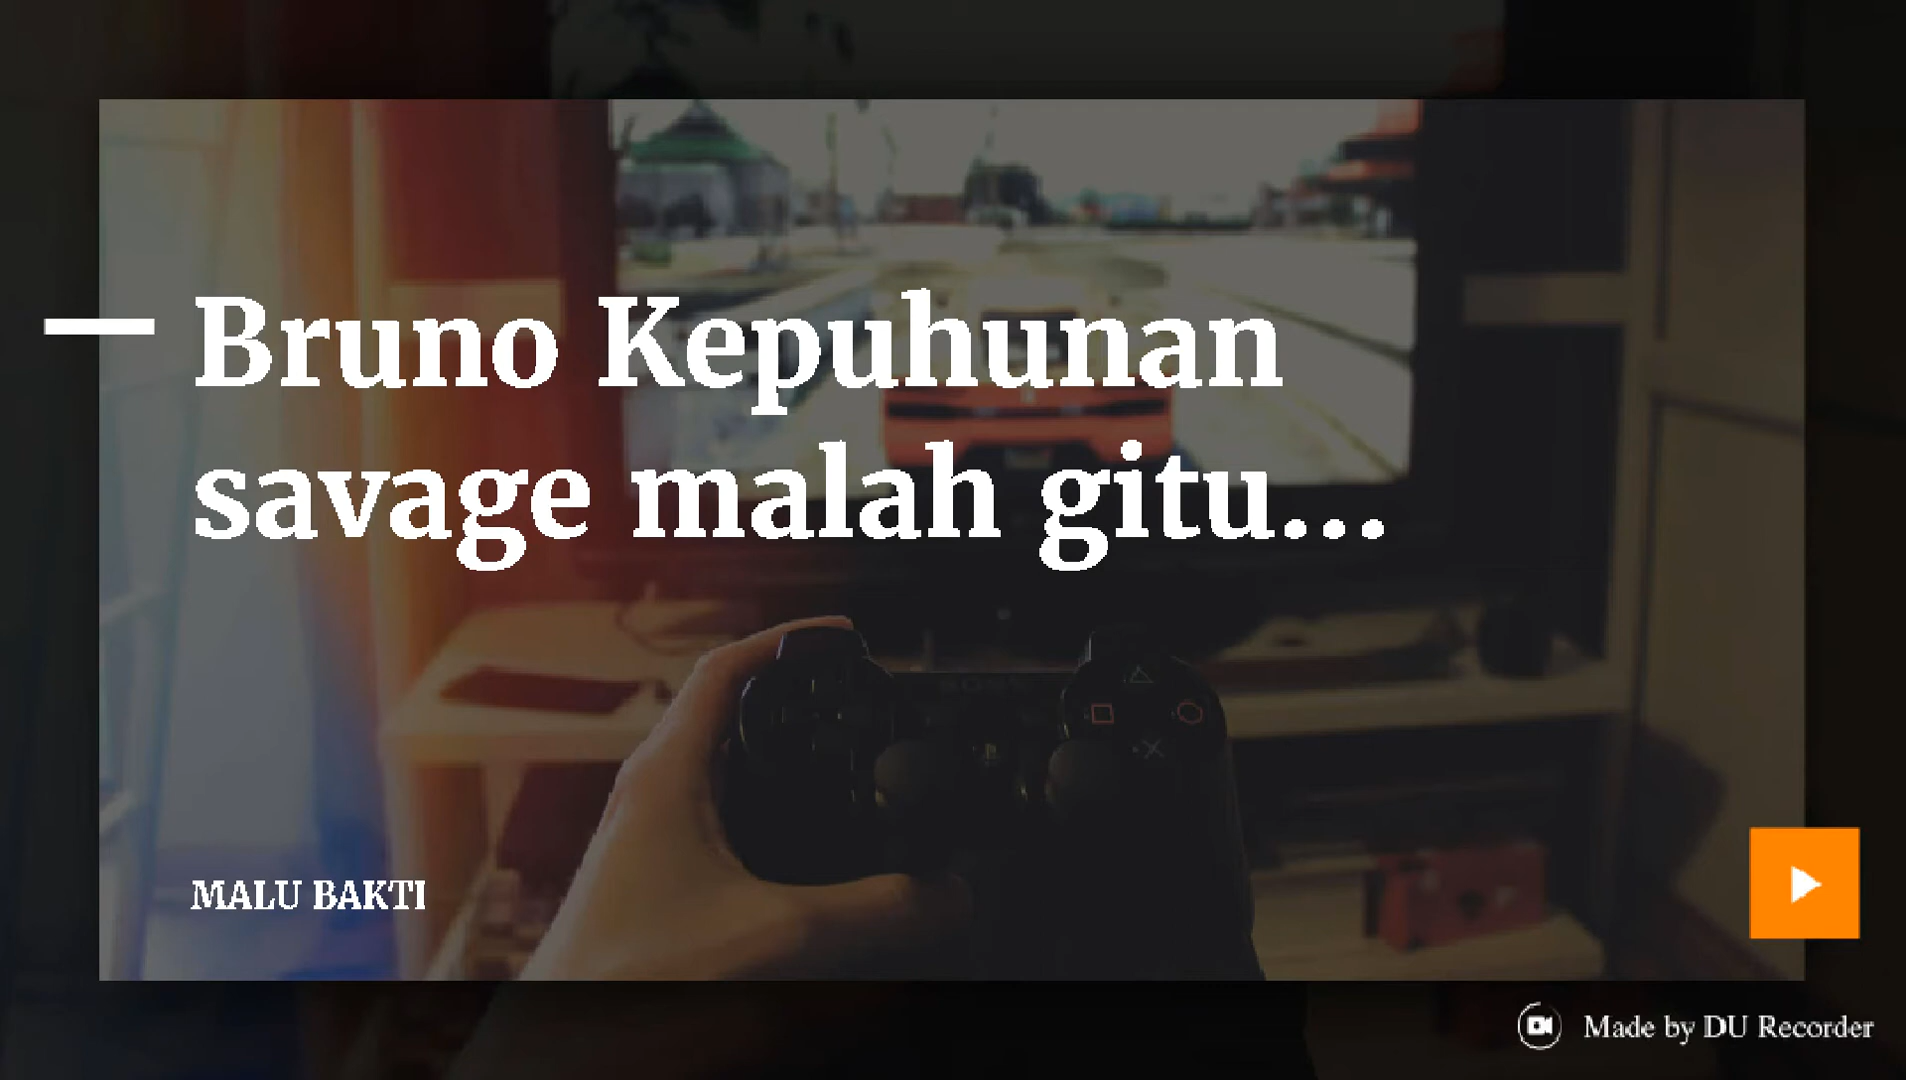 Bruno Kepuhunan
savage malah gitu...
MALU BAKTI
Made by DU Recorder